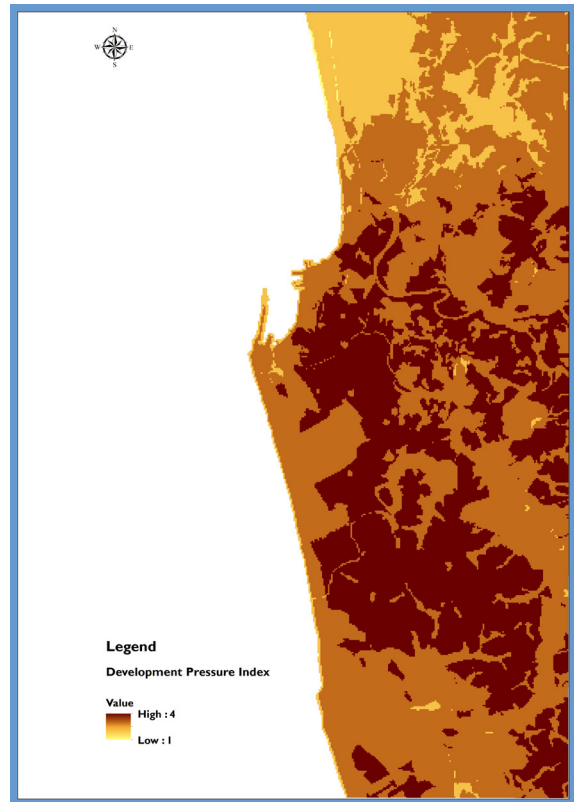 N
W E
S
Legend
Development Pressure Index
Value
High : 4
Low : 1